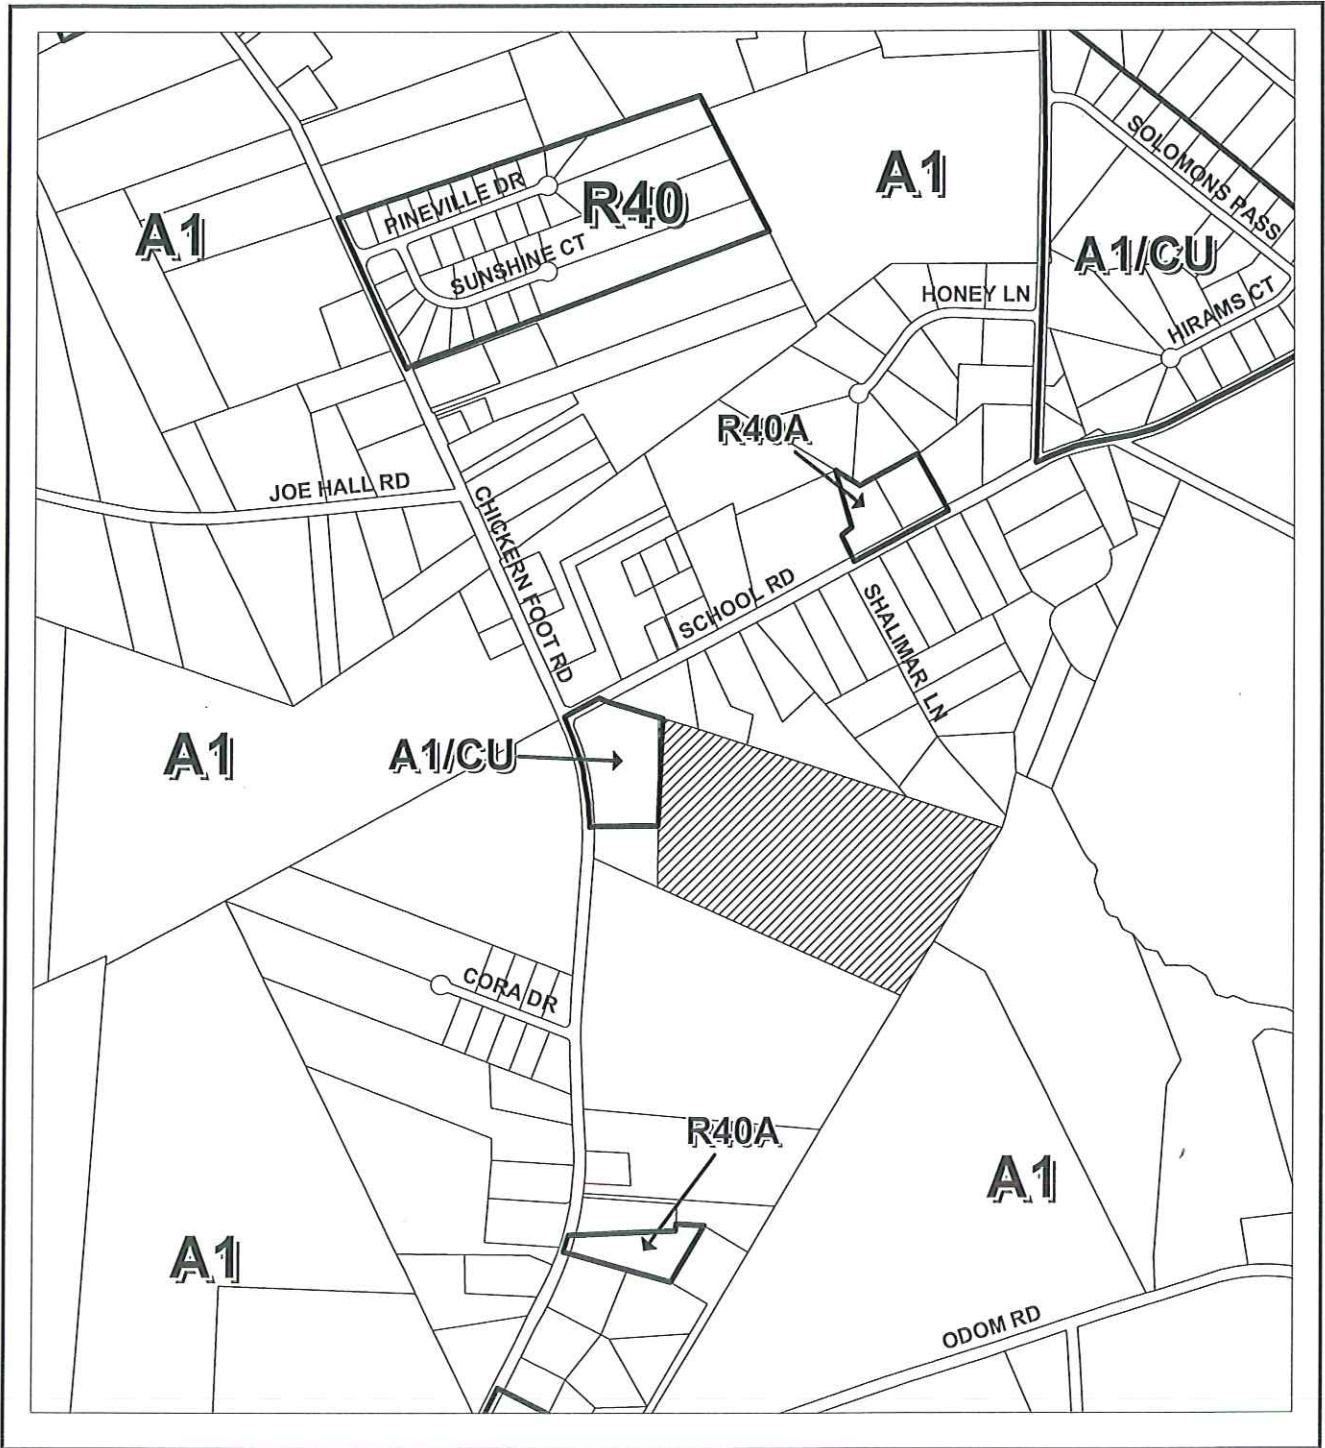 SOLOMONS PASS
A1
PINEVILLE DR
R40
A1
SUNSHINE CT
A1/CU
HONEY LN
HIRAMS CT
R40A
JOE HALL RD
CHICKERN FOOT RD
SCHOOL RD
SHALIMAR LN
A1
A1/CU
CORA DR
R40A
A1
A1
ODOM RD